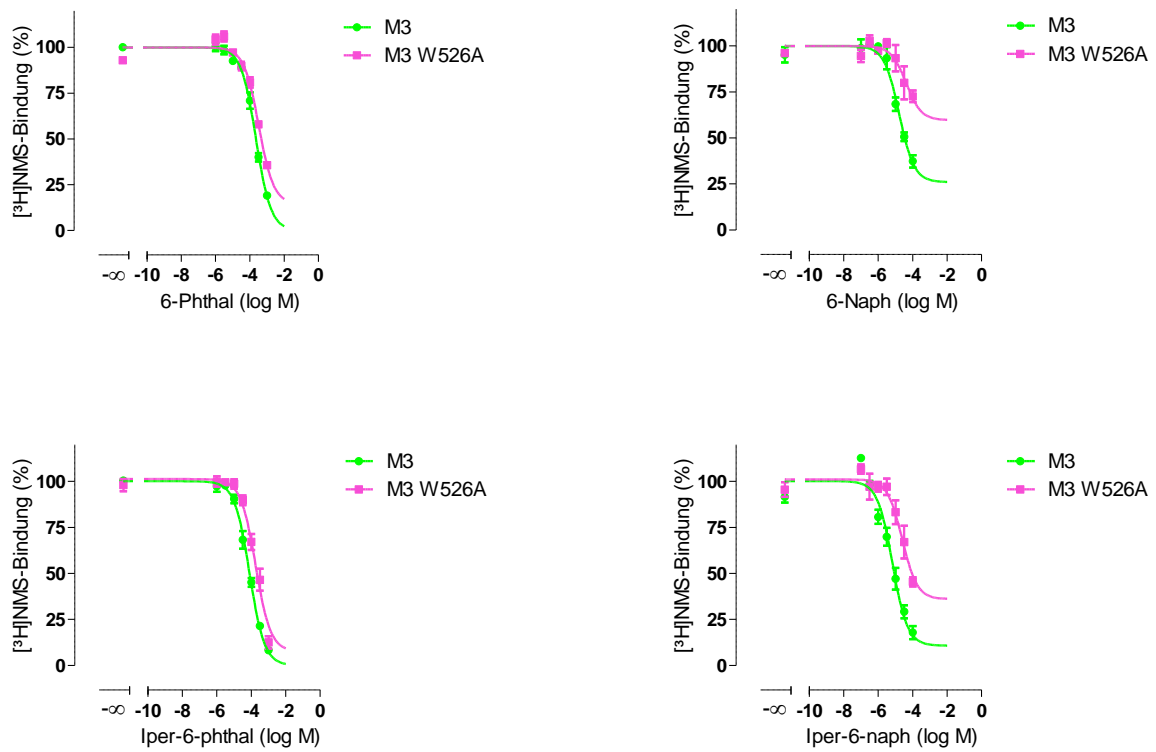 M3
M3 W526A
100
75
50
25
0
[³H]NMS-Bindung (%)
-∞ -10 -8 -6 -4 -2 0
6-Phthal (log M)
M3
M3 W526A
100
75
50
25
0
[³H]NMS-Bindung (%)
-∞ -10 -8 -6 -4 -2 0
6-Naph (log M)
M3
M3 W526A
100
75
50
25
0
[³H]NMS-Bindung (%)
-∞ -10 -8 -6 -4 -2 0
Iper-6-phthal (log M)
M3
M3 W526A
100
75
50
25
0
[³H]NMS-Bindung (%)
-∞ -10 -8 -6 -4 -2 0
Iper-6-naph (log M)